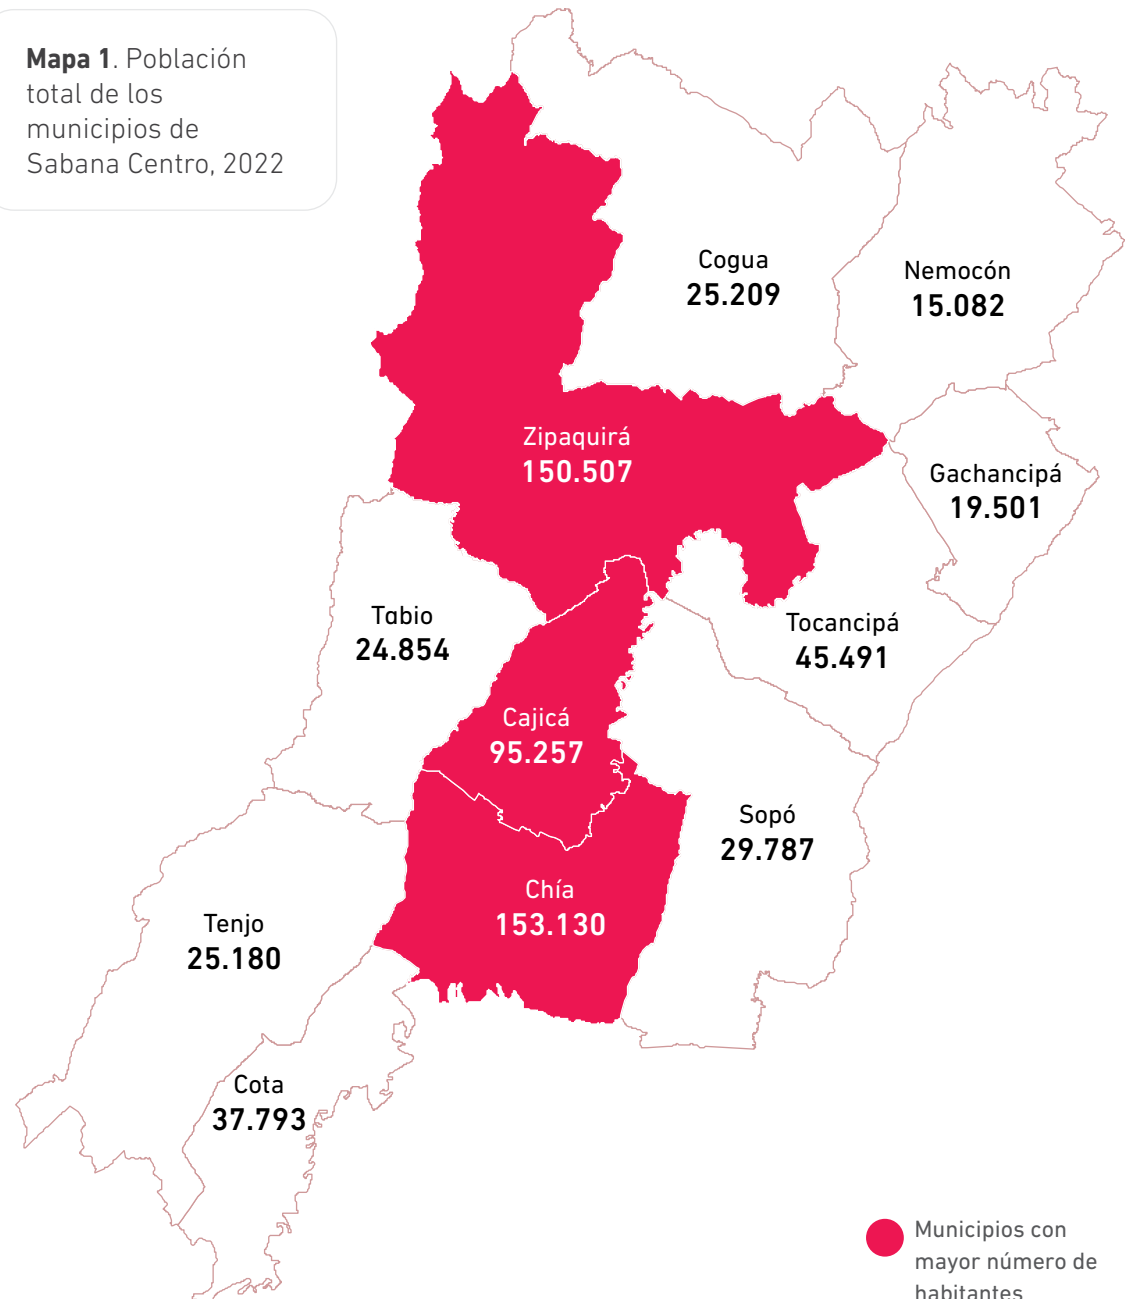 Mapa 1. Población
total de los
municipios de
Sabana Centro, 2022
Cogua
25.209
Nemocón
15.082
Zipaquirá
150.507
Gachancipá
19.501
Tabio
24.854
Tocancipá
45.491
Cajicá
95.257
Sopó
29.787
Chía
153.130
Tenjo
25.180
Cota
37.793
Municipios con
mayor número de
habitantes